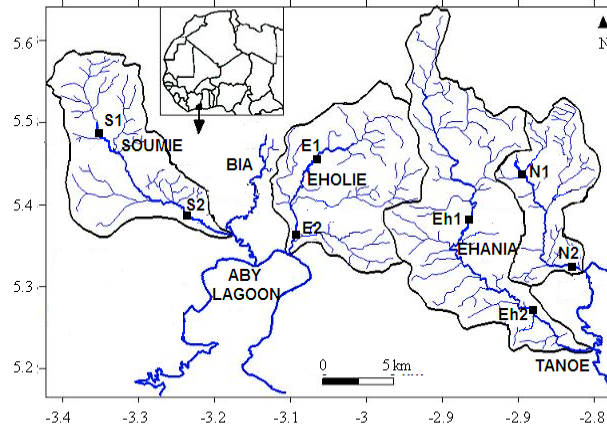 5.6
N
S1
5.5
SOUMIE
E1
BIA
N1
EHOLIE
5.4
S2
Eh1
E2
EHANIA
N2
5.3
ABY
LAGOON
Eh2
0 5 km
5.2
TANOE
-3.4 -3.3 -3.2 -3.1 -3 -2.9 -2.9 -2.8